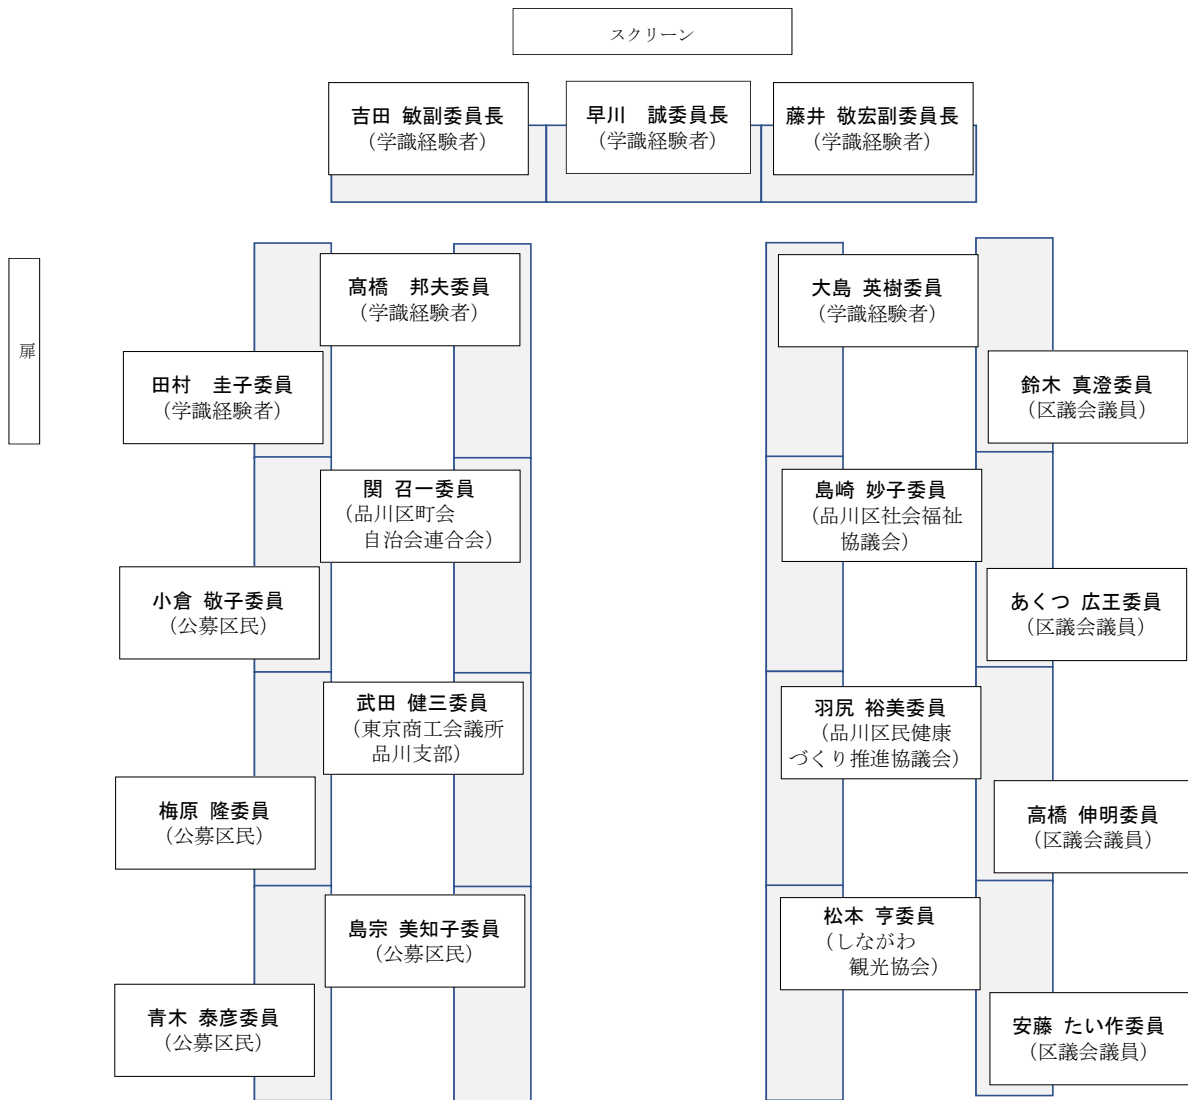 スクリーン
吉田 敏副委員長
（学識経験者）
早川　誠委員長
（学識経験者）
藤井 敬宏副委員長
（学識経験者）
扉
髙橋　邦夫委員
（学識経験者）
大島 英樹委員
（学識経験者）
田村　圭子委員
（学識経験者）
鈴木 真澄委員
（区議会議員）
関 召一委員
（品川区町会
自治会連合会）
島崎 妙子委員
（品川区社会福祉
協議会）
小倉 敬子委員
（公募区民）
あくつ 広王委員
（区議会議員）
武田 健三委員
（東京商工会議所
品川支部）
羽尻 裕美委員
（品川区民健康
づくり推進協議会）
梅原 隆委員
（公募区民）
高橋 伸明委員
（区議会議員）
島宗 美知子委員
（公募区民）
松本 亨委員
（しながわ
観光協会）
青木 泰彦委員
（公募区民）
安藤 たい作委員
（区議会議員）